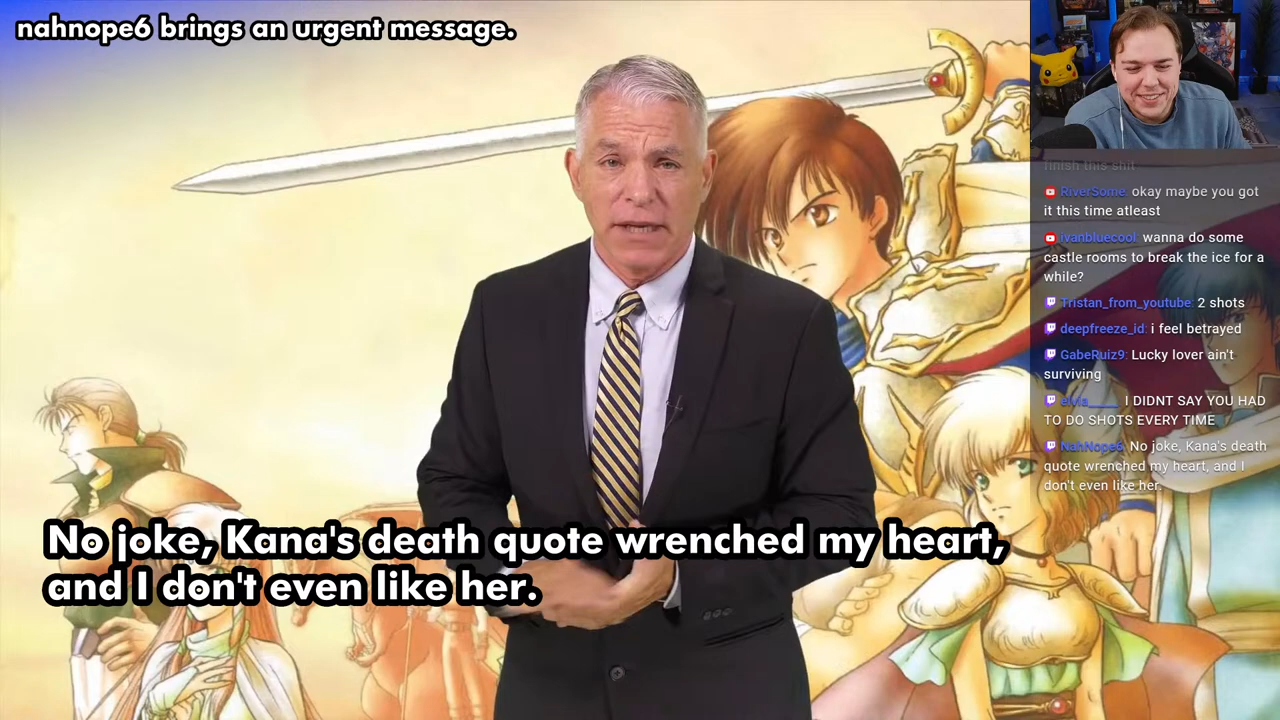 nahnope6 brings an urgent message.
finish this shit
RiverSome: okay maybe you got
it this time atleast
ivanbluecool: wanna do some
castle rooms to break the ice for a
while?
Tristan_from_youtube: 2 shots
deepfreeze_id: i feel betrayed
GabeRuiz9: Lucky lover ain't
surviving
I DIDNT SAY YOU HAD
TO DO SHOTS EVERY TIME
NahNope6: No joke, Kana's death
quote wrenched my heart, and I
don't even like her.
No joke, Kana's death quote wrenched my heart,
and I don't even like her.